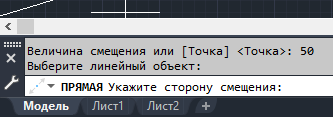 Величина смещения или [Точка] <Точка>: 50
Выберите линейный объект:
ПРЯМАЯ Укажите сторону смещения:
Модель Лист1 Лист2 +